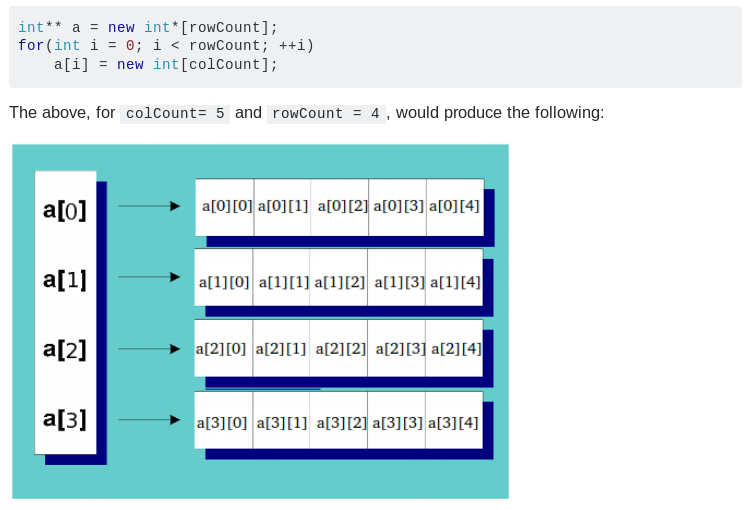 int** a = new int*[rowCount];
for(int i = 0; i < rowCount; ++i)
    a[i] = new int[colCount];
The above, for colCount= 5 and rowCount = 4 , would produce the following:
a[0] a[0][0] a[0][1] a[0][2] a[0][3] a[0][4]
a[1] a[1][0] a[1][1] a[1][2] a[1][3] a[1][4]
a[2] a[2][0] a[2][1] a[2][2] a[2][3] a[2][4]
a[3] a[3][0] a[3][1] a[3][2] a[3][3] a[3][4]